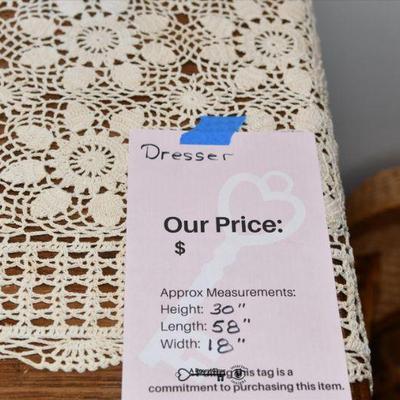 Dresser
Our Price:
$
Approx Measurements:
Height: 30"
Length: 58"
Width: 18"
this tag is a
commitment to purchasing this item.